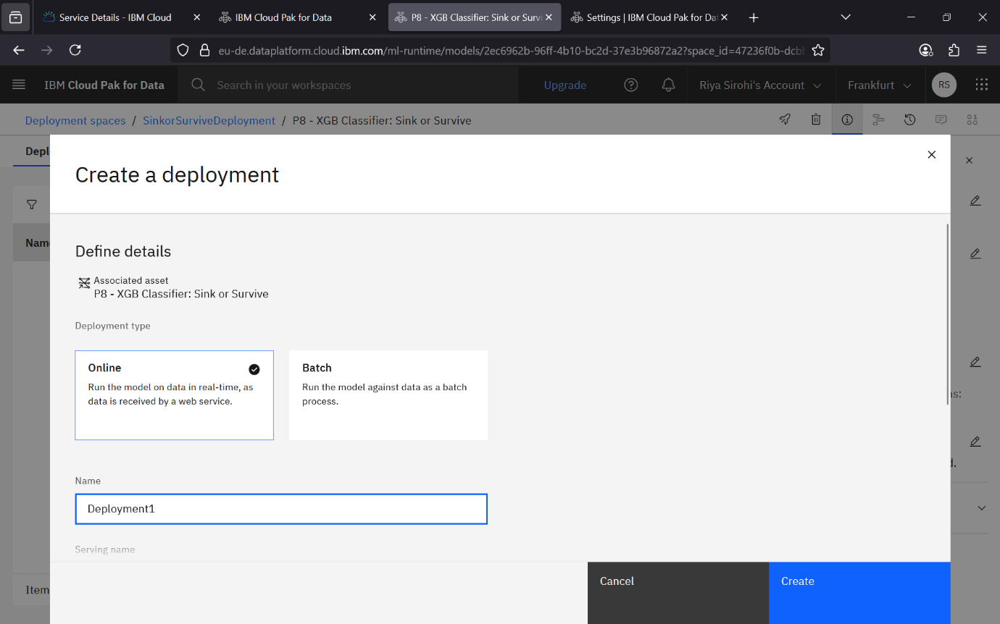 Service Details - IBM Cloud
IBM Cloud Pak for Data
P8 - XGB Classifier: Sink or Survi
Settings | IBM Cloud Pak for Dat
eu-de.dataplatform.cloud.ibm.com/ml-runtime/models/2ec6962b-96ff-4b10-bc2d-37e3b96872a2?space_id=47236f0b-dcbb
IBM Cloud Pak for Data
Search in your workspaces
Upgrade
Riya Sirohi's Account
Frankfurt
RS
Deployment spaces / SinkorSurviveDeployment / P8 - XGB Classifier: Sink or Survive
Depl
Create a deployment
Name
Define details
Associated asset
P8 - XGB Classifier: Sink or Survive
Deployment type
Online
Run the model on data in real-time, as
data is received by a web service.
Batch
Run the model against data as a batch
process.
ns:
d.
Name
Deployment1
Serving name
Item
Cancel
Create